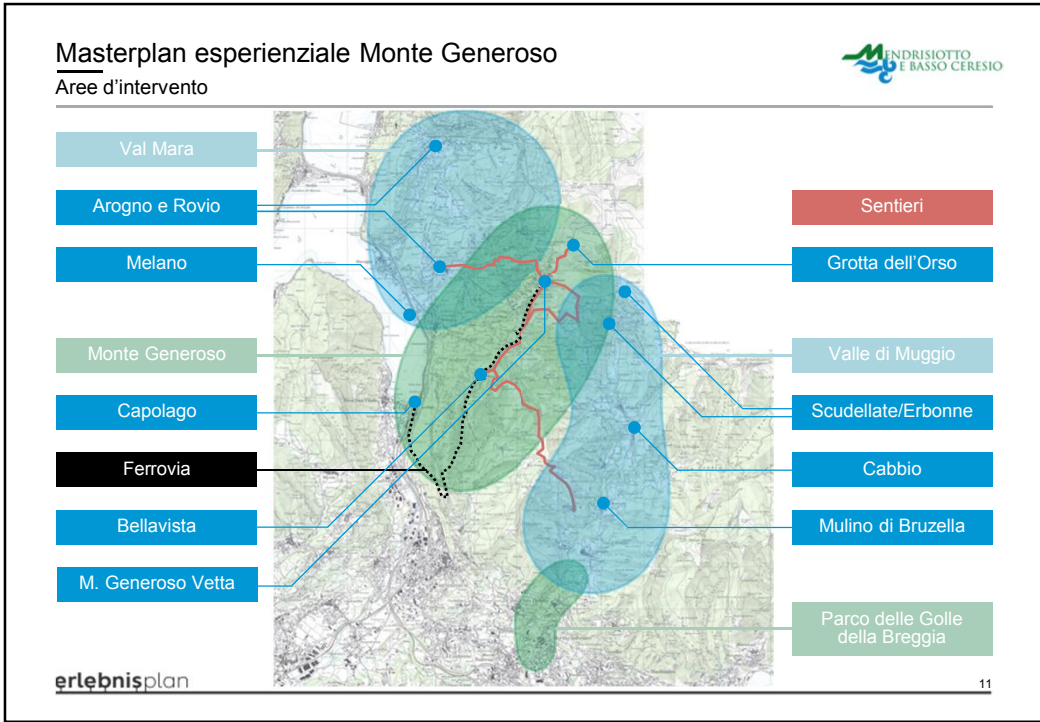 Masterplan esperienziale Monte Generoso
Aree d'intervento
MENDRISIOTTO
E BASSO CERESIO
Val Mara
Arogno e Rovio
Melano
Monte Generoso
Capolago
Ferrovia
Bellavista
M. Generoso Vetta
Sentieri
Grotta dell'Orso
Valle di Muggio
Scudellate/Erbonne
Cabbio
Mulino di Bruzella
Parco delle Golle
della Breggia
erlebnisplan
11